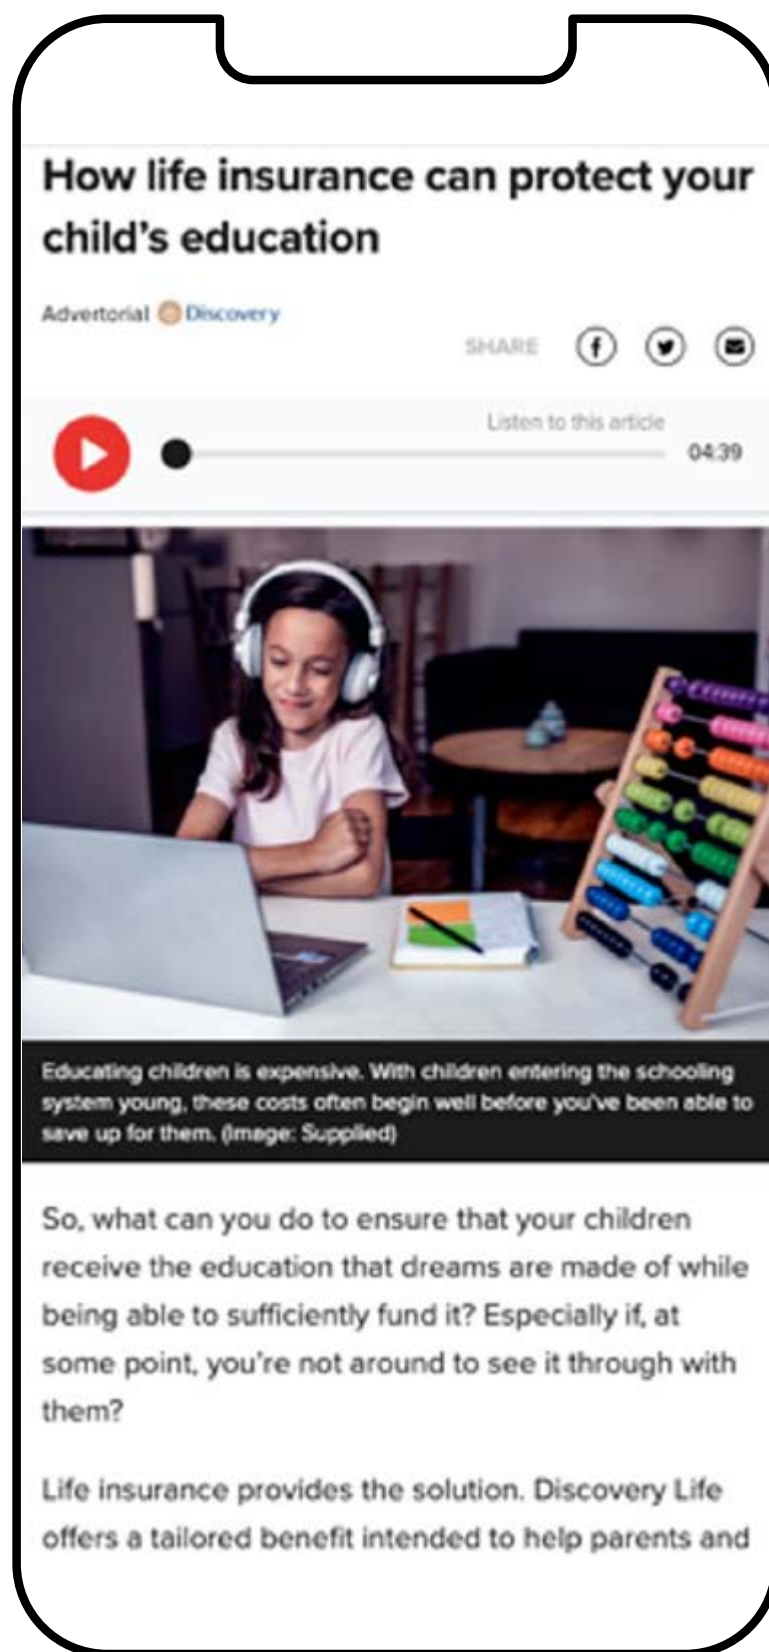 How life insurance can protect your
child's education
Advertorial Discovery
SHARE
Listen to this article
04:39
Educating children is expensive. With children entering the schooling
system young, these costs often begin well before you've been able to
save up for them. (Image: Supplied)
So, what can you do to ensure that your children
receive the education that dreams are made of while
being able to sufficiently fund it? Especially if, at
some point, you're not around to see it through with
them?
Life insurance provides the solution. Discovery Life
offers a tailored benefit intended to help parents and